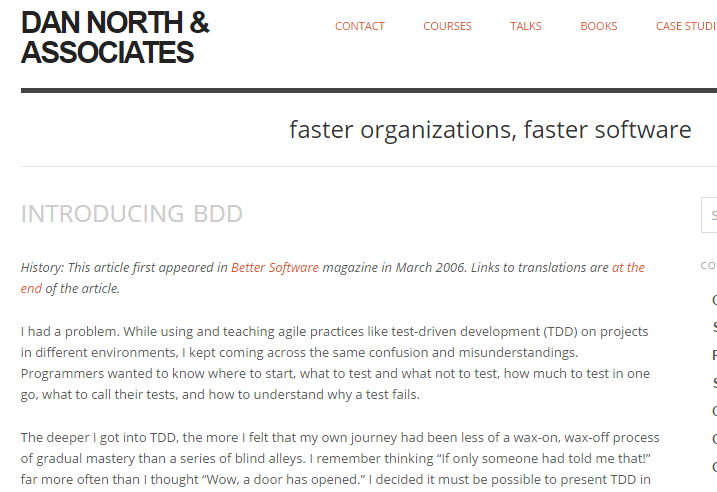 DAN NORTH &
ASSOCIATES
CONTACT COURSES TALKS BOOKS CASE STUDI
faster organizations, faster software
INTRODUCING BDD
History: This article first appeared in Better Software magazine in March 2006. Links to translations are at the
end of the article.
I had a problem. While using and teaching agile practices like test-driven development (TDD) on projects
in different environments, I kept coming across the same confusion and misunderstandings.
Programmers wanted to know where to start, what to test and what not to test, how much to test in one
go, what to call their tests, and how to understand why a test fails.
The deeper I got into TDD, the more I felt that my own journey had been less of a wax-on, wax-off process
of gradual mastery than a series of blind alleys. I remember thinking “If only someone had told me that!”
far more often than I thought “Wow, a door has opened.” I decided it must be possible to present TDD in
CO